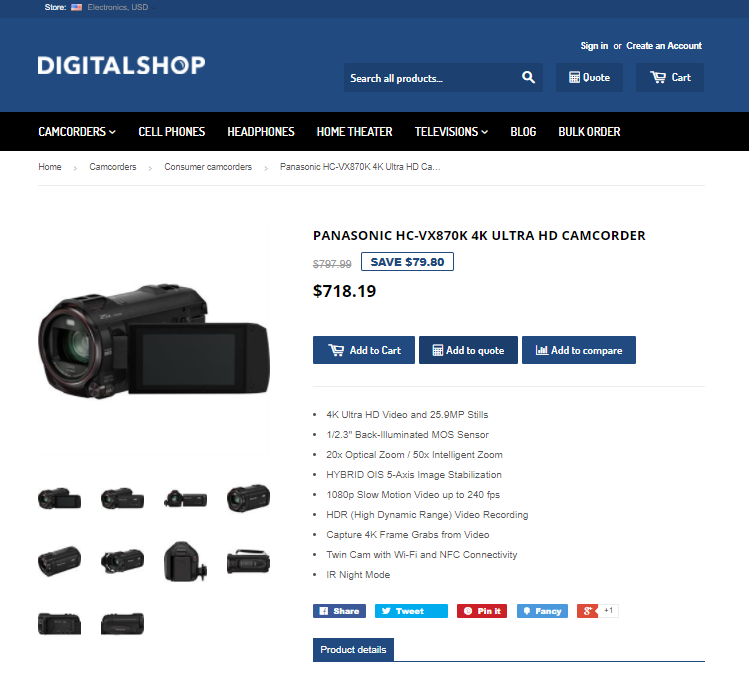 Store: Electronics, USD
Sign in or Create an Account
DIGITALSHOP
Search all products...
Quote
Cart
CAMCORDERS CELL PHONES HEADPHONES HOME THEATER TELEVISIONS BLOG BULK ORDER
Home › Camcorders › Consumer camcorders › Panasonic HC-VX870K 4K Ultra HD Ca...
PANASONIC HC-VX870K 4K ULTRA HD CAMCORDER
$797.99 SAVE $79.80
$718.19
Add to Cart Add to quote Add to compare
• 4K Ultra HD Video and 25.9MP Stills
• 1/2.3" Back-Illuminated MOS Sensor
• 20x Optical Zoom / 50x Intelligent Zoom
• HYBRID OIS 5-Axis Image Stabilization
• 1080p Slow Motion Video up to 240 fps
• HDR (High Dynamic Range) Video Recording
• Capture 4K Frame Grabs from Video
• Twin Cam with Wi-Fi and NFC Connectivity
• IR Night Mode
Share Tweet Pin it Fancy +1
Product details